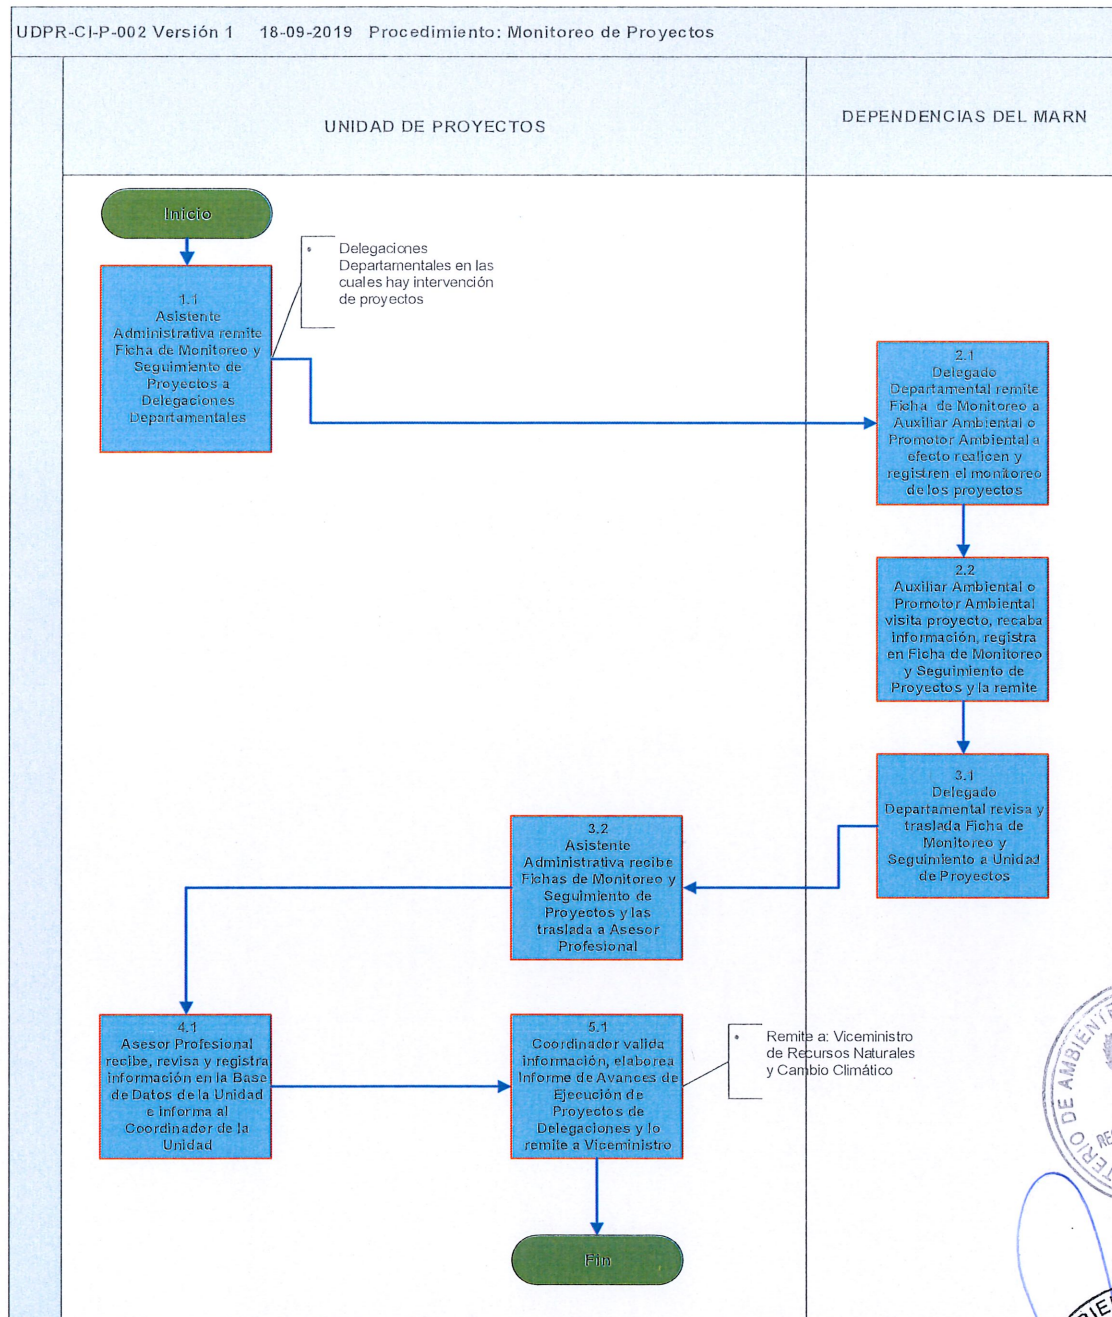 UDPR-CI-P-002 Versión 1 18-09-2019 Procedimiento: Monitoreo de Proyectos
UNIDAD DE PROYECTOS
DEPENDENCIAS DEL MARN
Inicio
Delegaciones
Departamentales en las
cuales hay intervención
de proyectos
1.1
Asistente
Administrativa remite
Ficha de Monitoreo y
Seguimiento de
Proyectos a
Delegaciones
Departamentales
2.1
Delegado
Departamental remite
Ficha de Monitoreo a
Auxiliar Ambiental o
Promotor Ambiental a
efecto realicen y
registren el monitoreo
de los proyectos
2.2
Auxiliar Ambiental o
Promotor Ambiental
visita proyecto, recaba
información, registra
en Ficha de Monitoreo
y Seguimiento de
Proyectos y la remite
3.1
Delegado
Departamental revisa y
traslada Ficha de
Monitoreo y
Seguimiento a Unidad
de Proyectos
3.2
Asistente
Administrativa recibe
Fichas de Monitoreo y
Seguimiento de
Proyectos y las
traslada a Asesor
Profesional
4.1
Asesor Profesional
recibe, revisa y registra
información en la Base
de Datos de la Unidad
e informa al
Coordinador de la
Unidad
5.1
Coordinador valida
información, elaborea
Informe de Avances de
Ejecución de
Proyectos de
Delegaciones y lo
remite a Viceministro
Remite a: Viceministro
de Recursos Naturales
y Cambio Climático
Fin
TERIO DE AMBIENTE